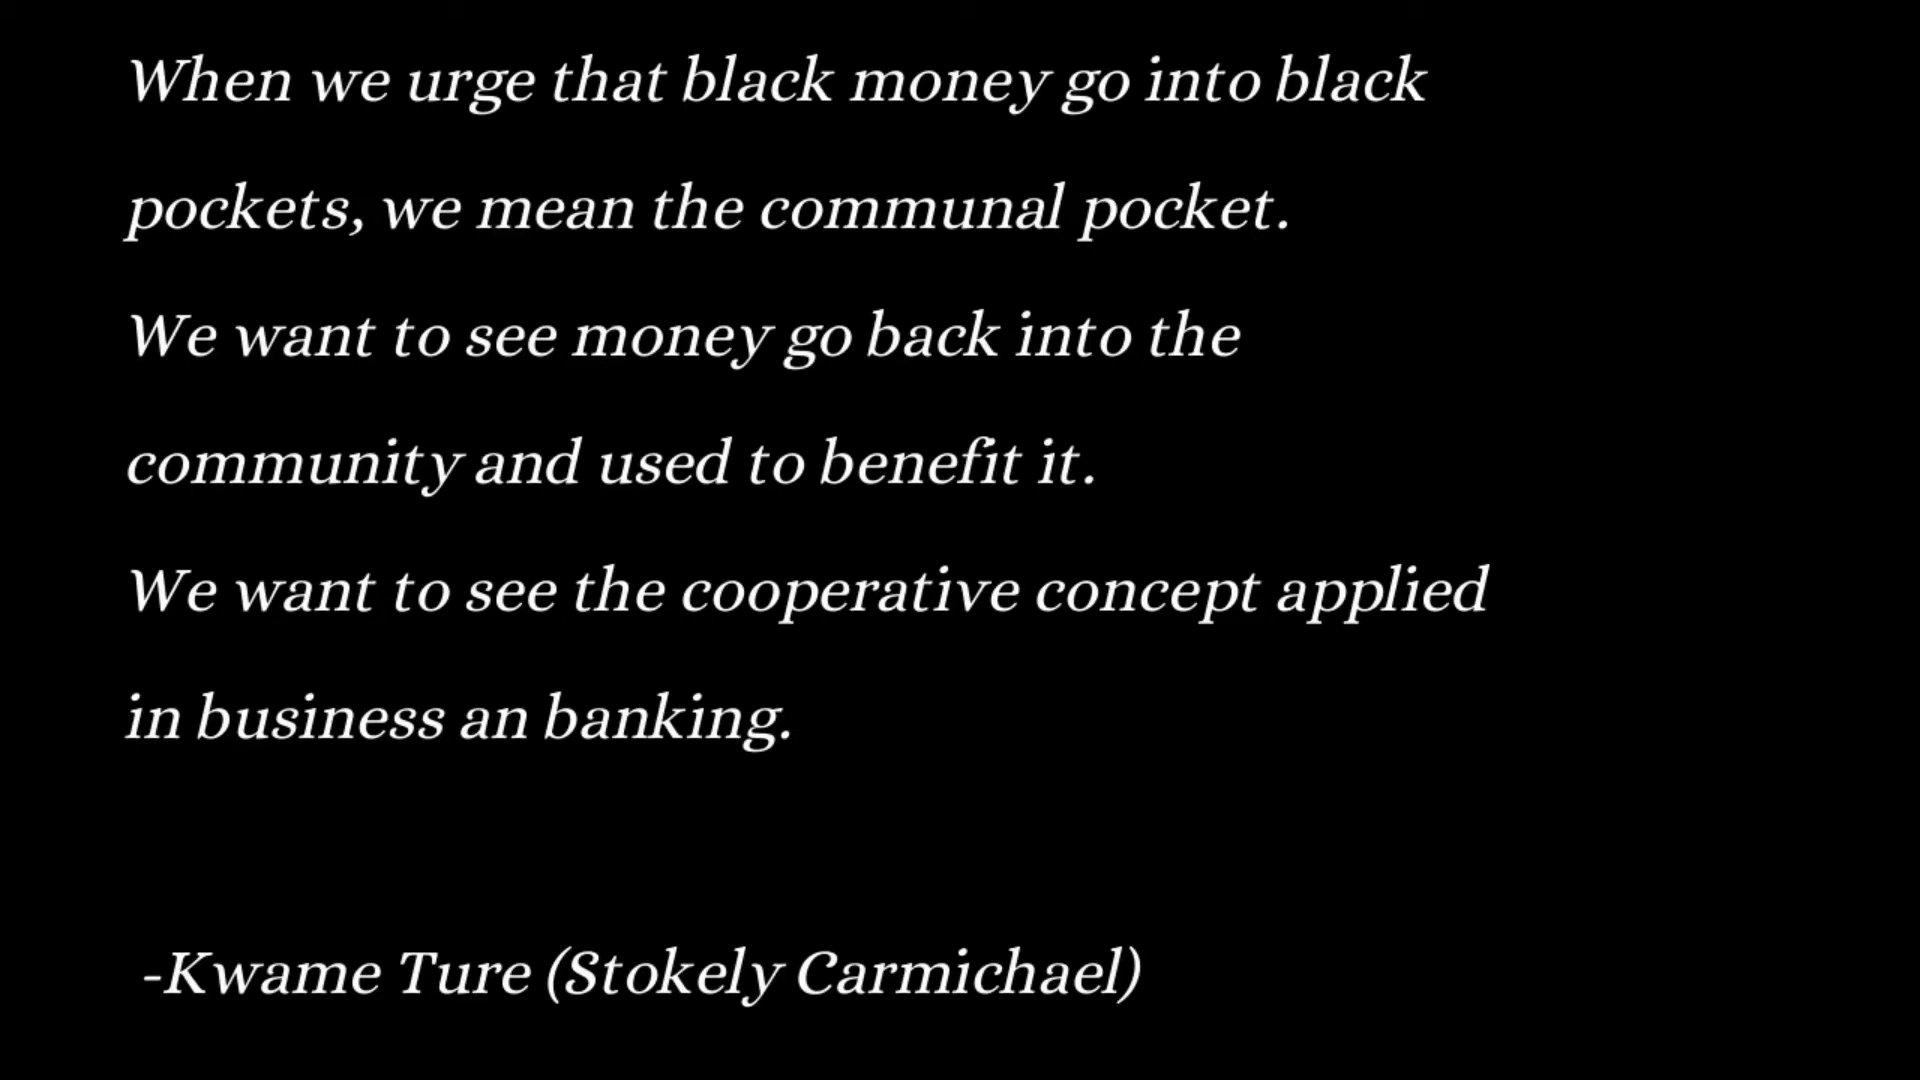 When we urge that black money go into black
pockets, we mean the communal pocket.
We want to see money go back into the
community and used to benefit it.
We want to see the cooperative concept applied
in business an banking.
-Kwame Ture (Stokely Carmichael)